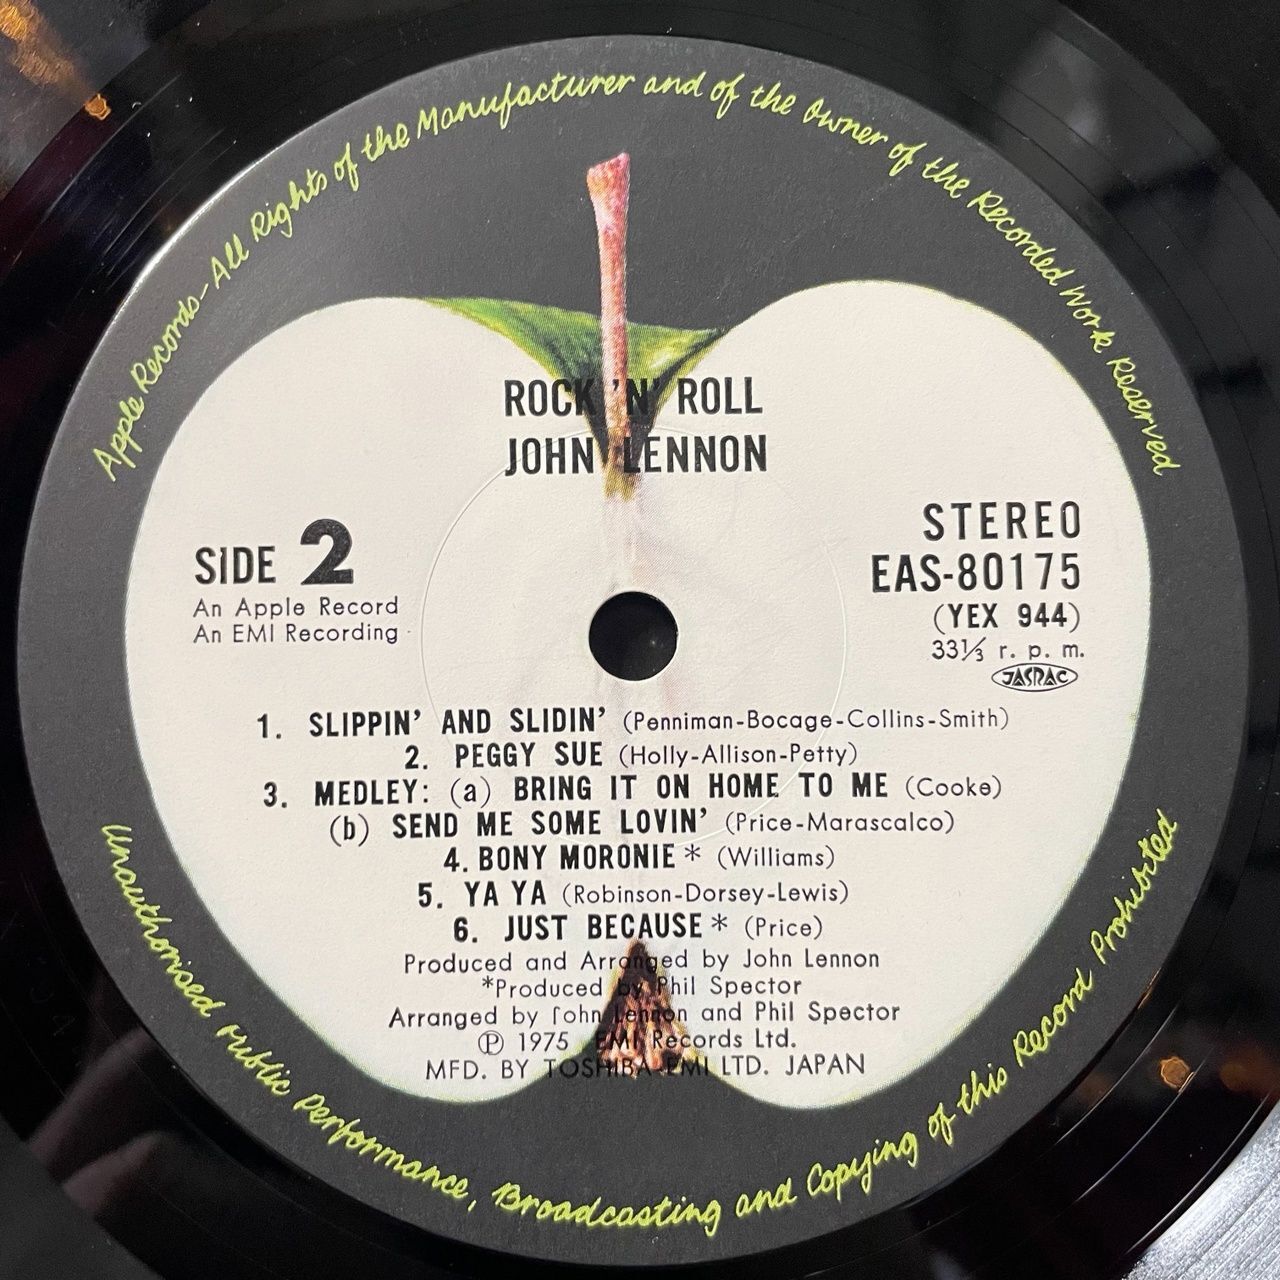 Apple Records-All Rights of the Manufacturer and of the Owner of the Recorded Work Reserved
ROCK 'N' ROLL
JOHN LENNON
SIDE 2
An Apple Record
An EMI Recording
STEREO
EAS-80175
(YEX 944)
33⅓ r. p. m.
JASRAC
1. SLIPPIN' AND SLIDIN' (Penniman-Bocage-Collins-Smith)
2. PEGGY SUE (Holly-Allison-Petty)
3. MEDLEY: (a) BRING IT ON HOME TO ME (Cooke)
(b) SEND ME SOME LOVIN' (Price-Marascalco)
4. BONY MORONIE * (Williams)
5. YA YA (Robinson-Dorsey-Lewis)
6. JUST BECAUSE * (Price)
Produced and Arranged by John Lennon
*Produced by Phil Spector
Arranged by John Lennon and Phil Spector
Ⓟ 1975 EMI Records Ltd.
MFD. BY TOSHIBA-EMI LTD. JAPAN
Unauthorised Public Performance, Broadcasting and Copying of this Record Prohibited